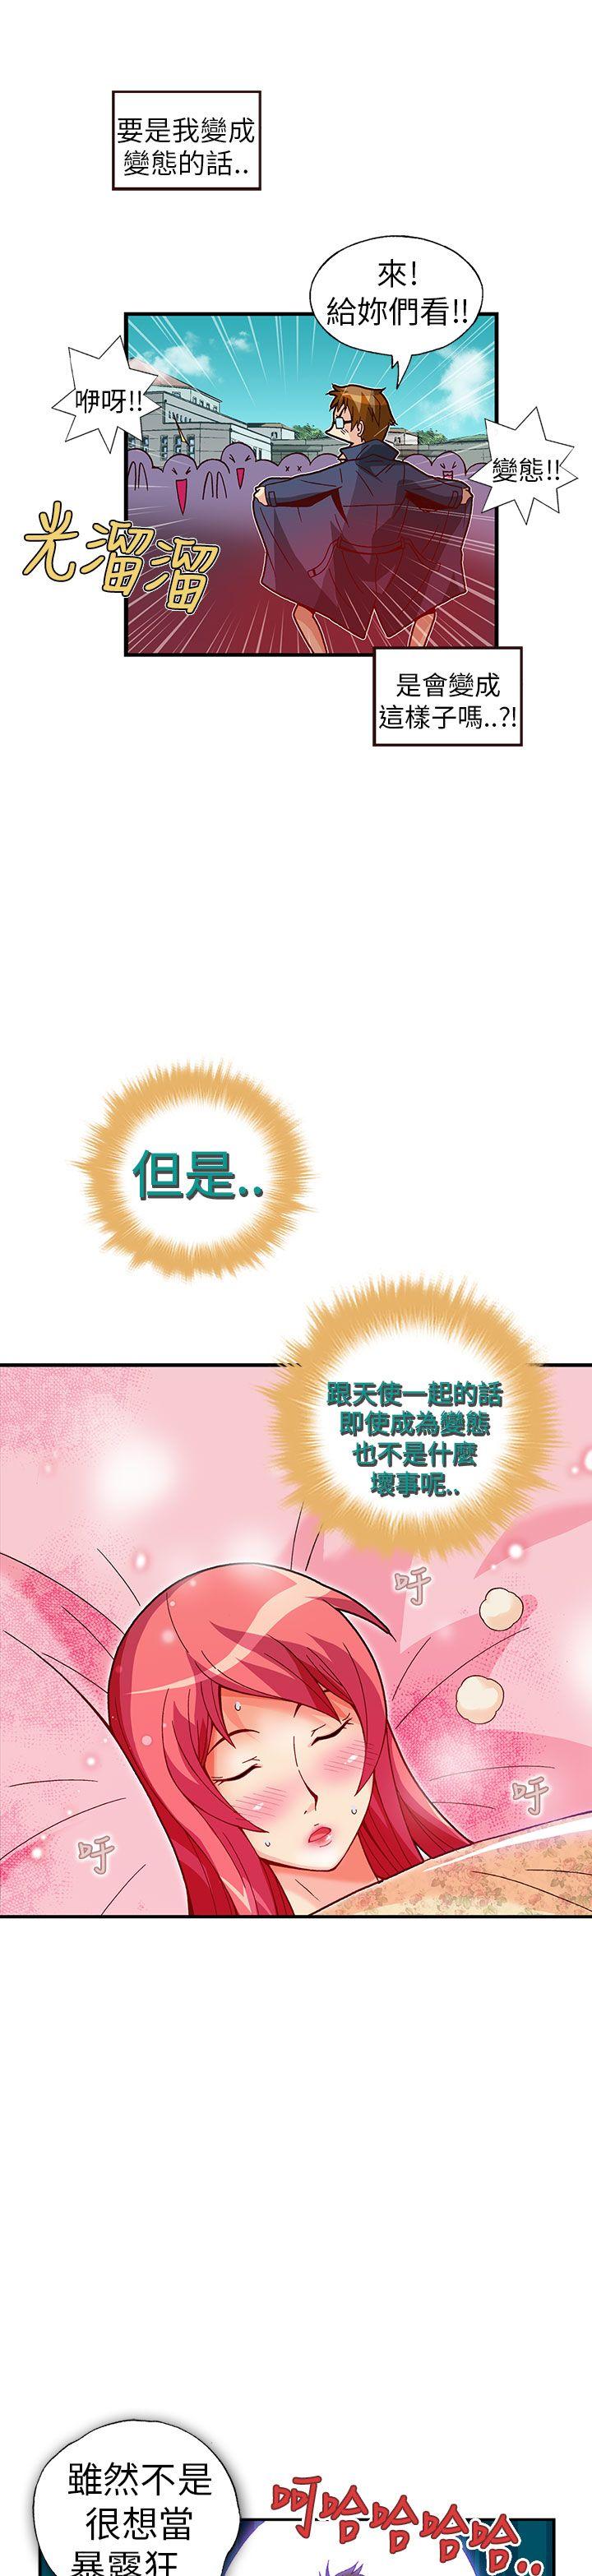 要是我變成
變態的話..
來!
給妳們看!!
咿呀!!
變態!!
光溜溜
是會變成
這樣子嗎..?!
但是..
跟天使一起的話
即使成為變態
也不是什麼
壞事呢..
吁
吁
吁
雖然不是
很想當
暴露狂
呵哈哈哈哈..